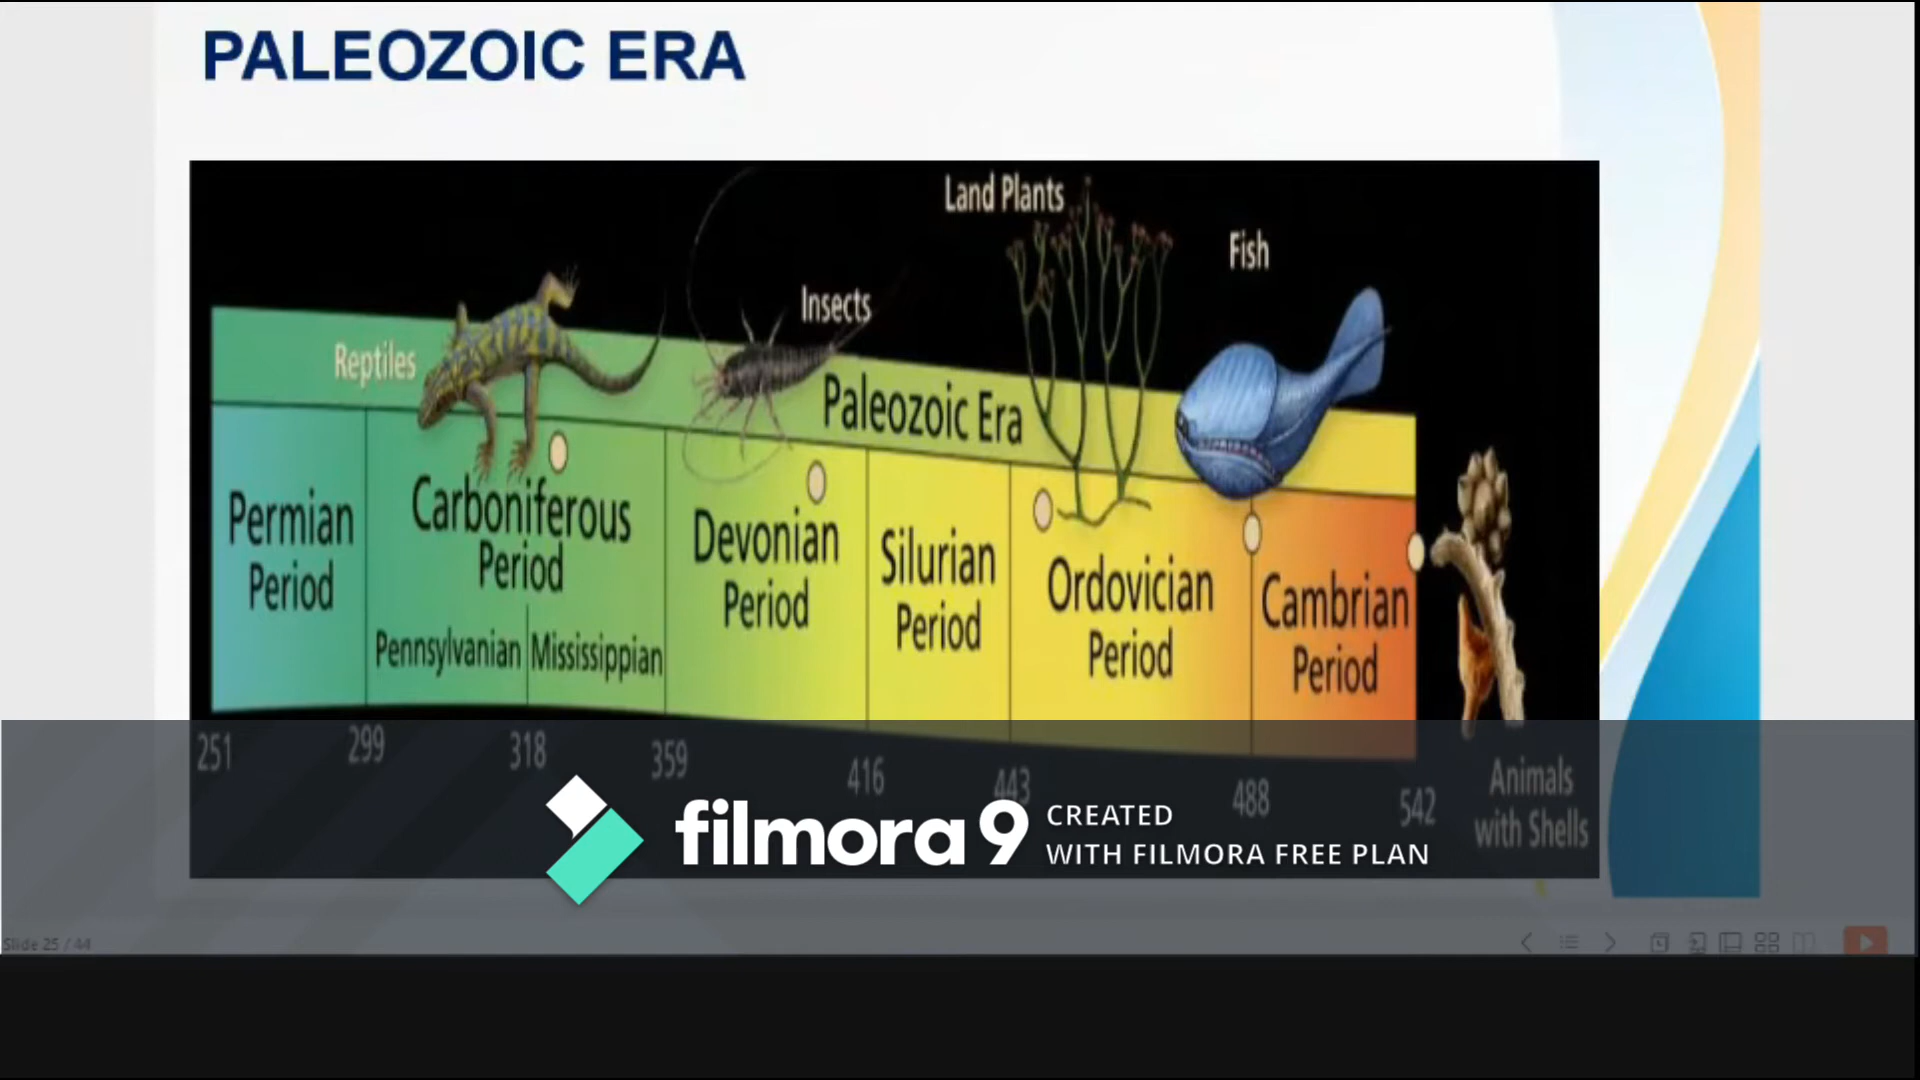 PALEOZOIC ERA
Land Plants
Fish
Insects
Reptiles
Paleozoic Era
Permian
Period
Carboniferous
Period
Pennsylvanian
Mississippian
Devonian
Period
Silurian
Period
Ordovician
Period
Cambrian
Period
251
299
318
359
416
443
488
542
Animals
with Shells
filmora 9
CREATED
WITH FILMORA FREE PLAN
Slide 25 / 44